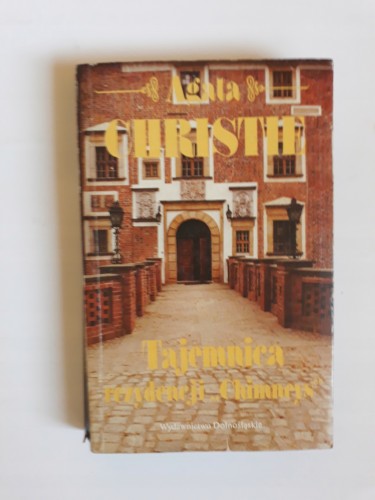 Agata
CHRISTIE
Tajemnica
rezydencji „Chimneys”
Wydawnictwo Dolnośląskie